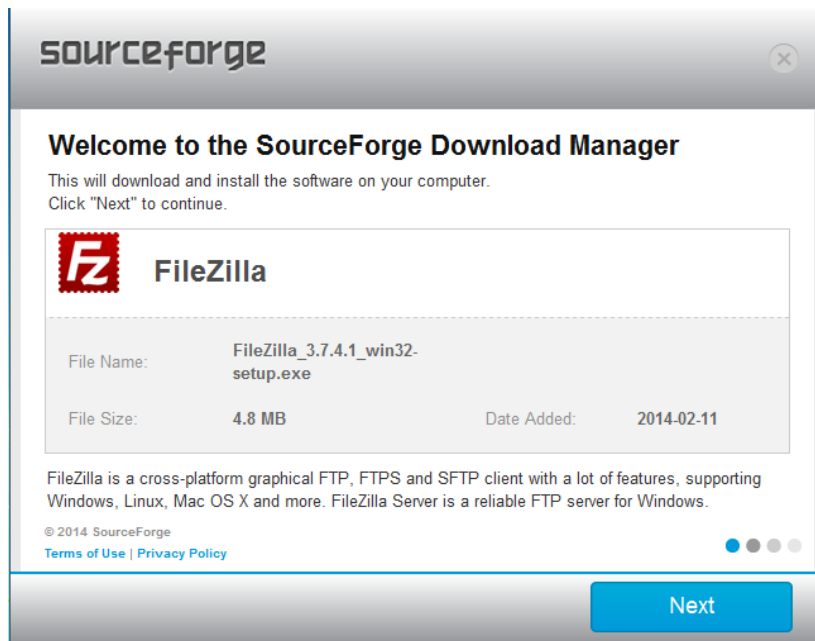 sourceforge
Welcome to the SourceForge Download Manager
This will download and install the software on your computer.
Click "Next" to continue.
Fz
FileZilla
File Name:
FileZilla_3.7.4.1_win32-
setup.exe
File Size:
4.8 MB
Date Added:
2014-02-11
FileZilla is a cross-platform graphical FTP, FTPS and SFTP client with a lot of features, supporting
Windows, Linux, Mac OS X and more. FileZilla Server is a reliable FTP server for Windows.
© 2014 SourceForge
Terms of Use | Privacy Policy
Next